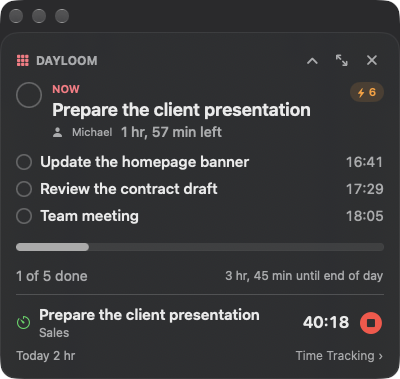 DAYLOOM
NOW
6
Prepare the client presentation
Michael 1 hr, 57 min left
Update the homepage banner 16:41
Review the contract draft 17:29
Team meeting 18:05
1 of 5 done 3 hr, 45 min until end of day
Prepare the client presentation 40:18
Sales
Today 2 hr Time Tracking ›